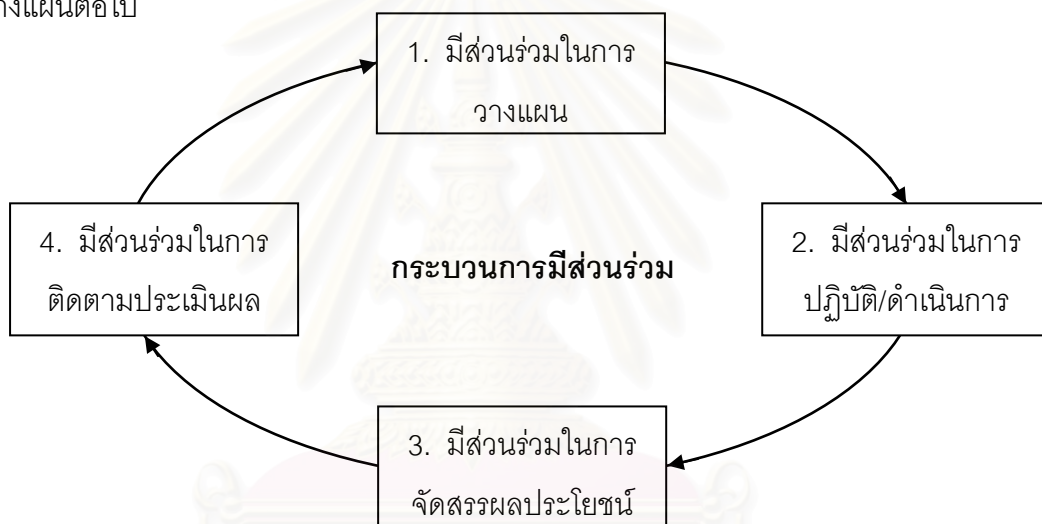 างแผนต่อไป
1. มีส่วนร่วมในการ
วางแผน
4. มีส่วนร่วมในการ
ติดตามประเมินผล
กระบวนการมีส่วนร่วม
2. มีส่วนร่วมในการ
ปฏิบัติ/ดำเนินการ
3. มีส่วนร่วมในการ
จัดสรรผลประโยชน์